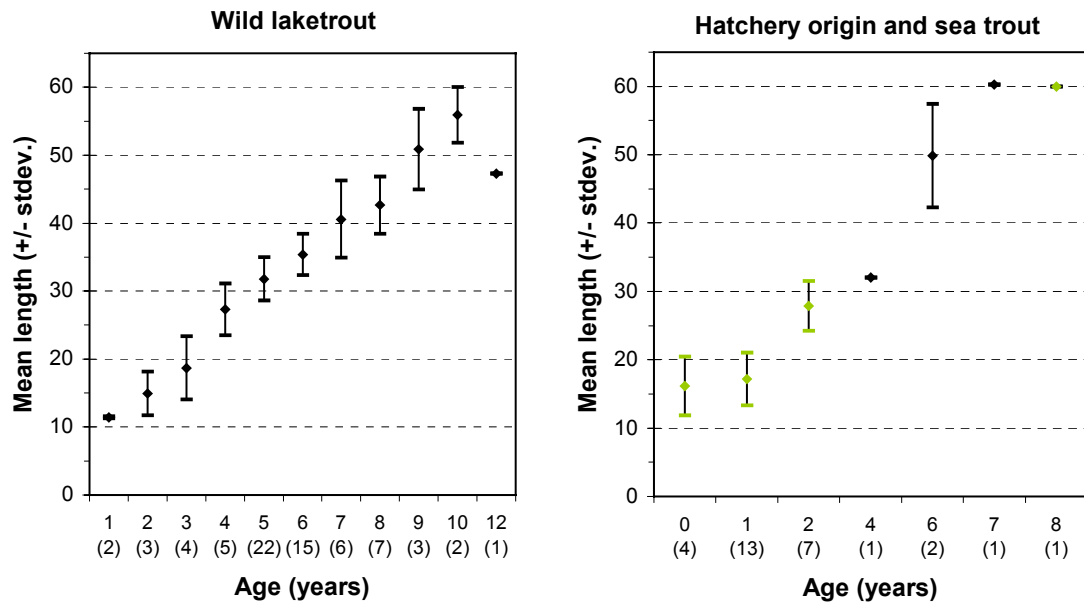 Wild laketrout
Mean length (+/- stdev.)
60
50
40
30
20
10
0
1 2 3 4 5 6 7 8 9 10 12
(2) (3) (4) (5) (22) (15) (6) (7) (3) (2) (1)
Age (years)
Hatchery origin and sea trout
Mean length (+/- stdev.)
60
50
40
30
20
10
0
0 1 2 4 6 7 8
(4) (13) (7) (1) (2) (1) (1)
Age (years)